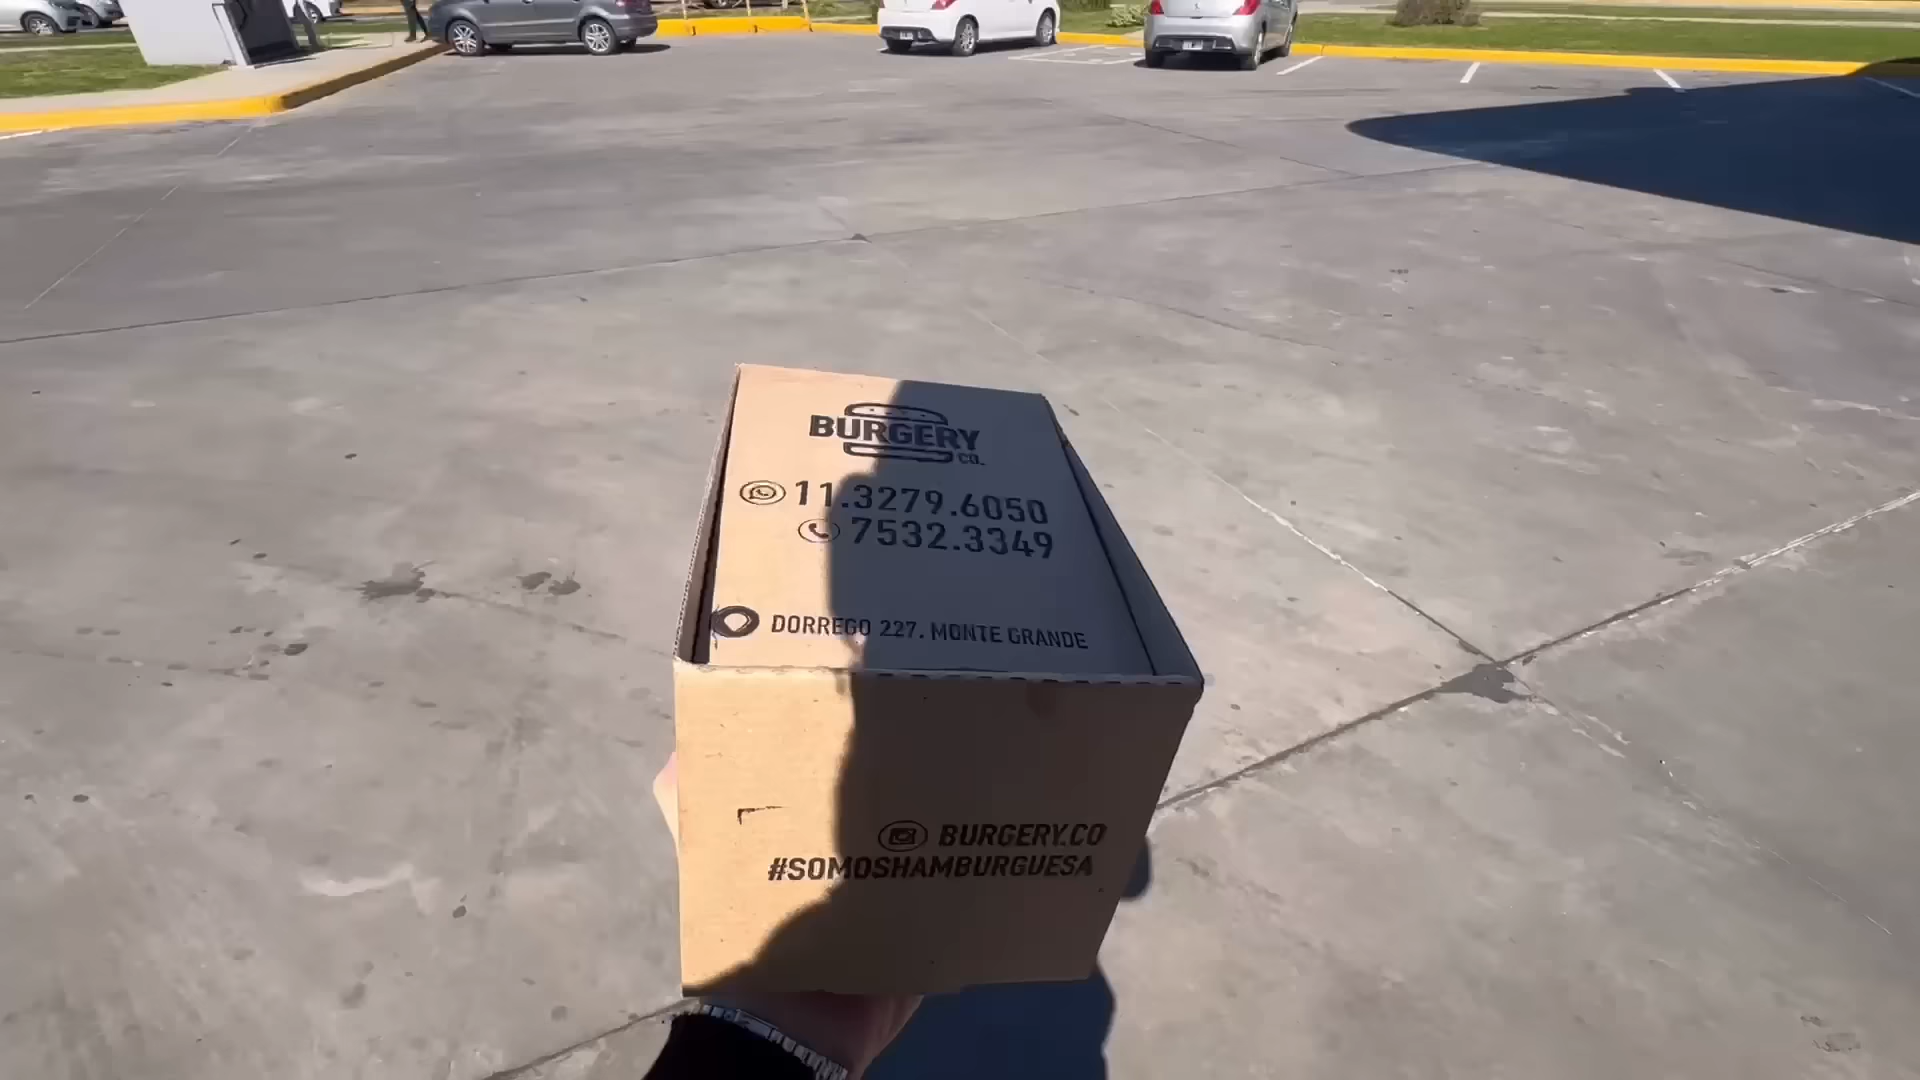 BURGERY
CO.
11.3279.6050
7532.3349
DORREGO 227. MONTE GRANDE
BURGERY.CO
#SOMOSHAMBURGUESA